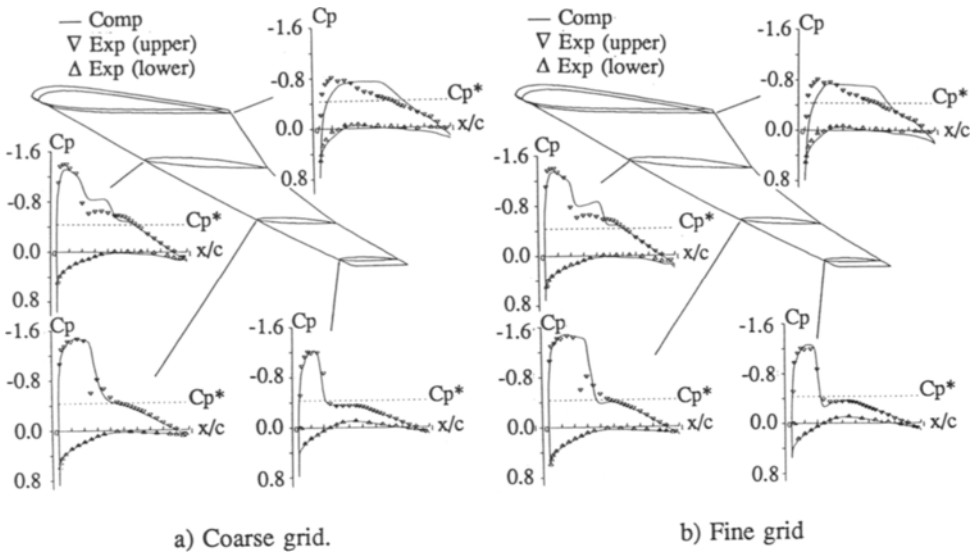 — Comp
∇ Exp (upper)
Δ Exp (lower)
Cp
-1.6
-0.8
0.0
0.8
Cp*
x/c
-1.6
Cp
-0.8
0.0
0.8
Cp*
x/c
Cp
-1.6
-0.8
0.0
0.8
Cp*
x/c
Cp
-1.6
-0.8
0.0
0.8
Cp*
x/c
a) Coarse grid.
— Comp
∇ Exp (upper)
Δ Exp (lower)
Cp
-1.6
-0.8
0.0
0.8
Cp*
x/c
-1.6
Cp
-0.8
0.0
0.8
Cp*
x/c
Cp
-1.6
-0.8
0.0
0.8
Cp*
x/c
Cp
-1.6
-0.8
0.0
0.8
Cp*
x/c
b) Fine grid